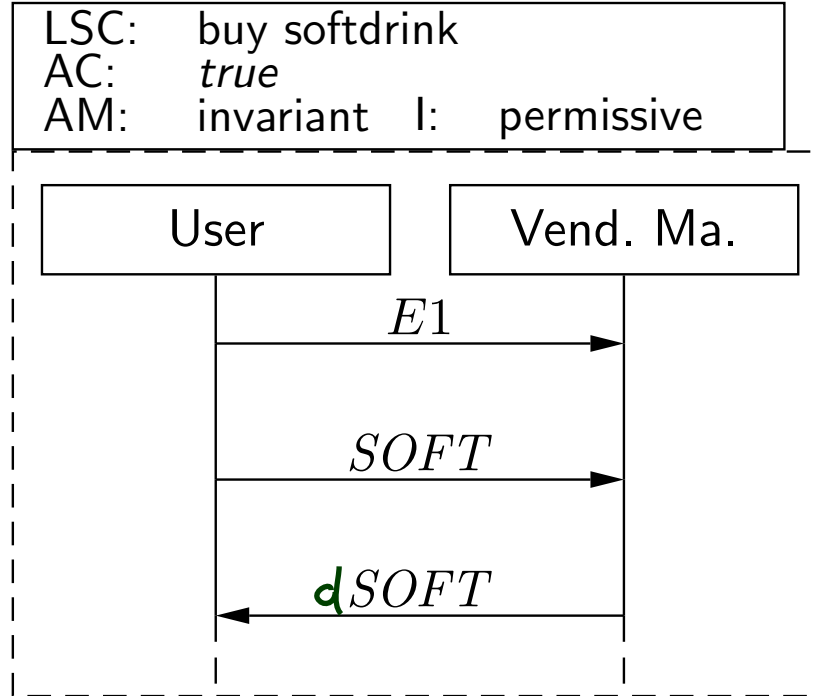 LSC: buy softdrink
AC: true
AM: invariant I: permissive
User Vend. Ma.
E1
SOFT
dSOFT